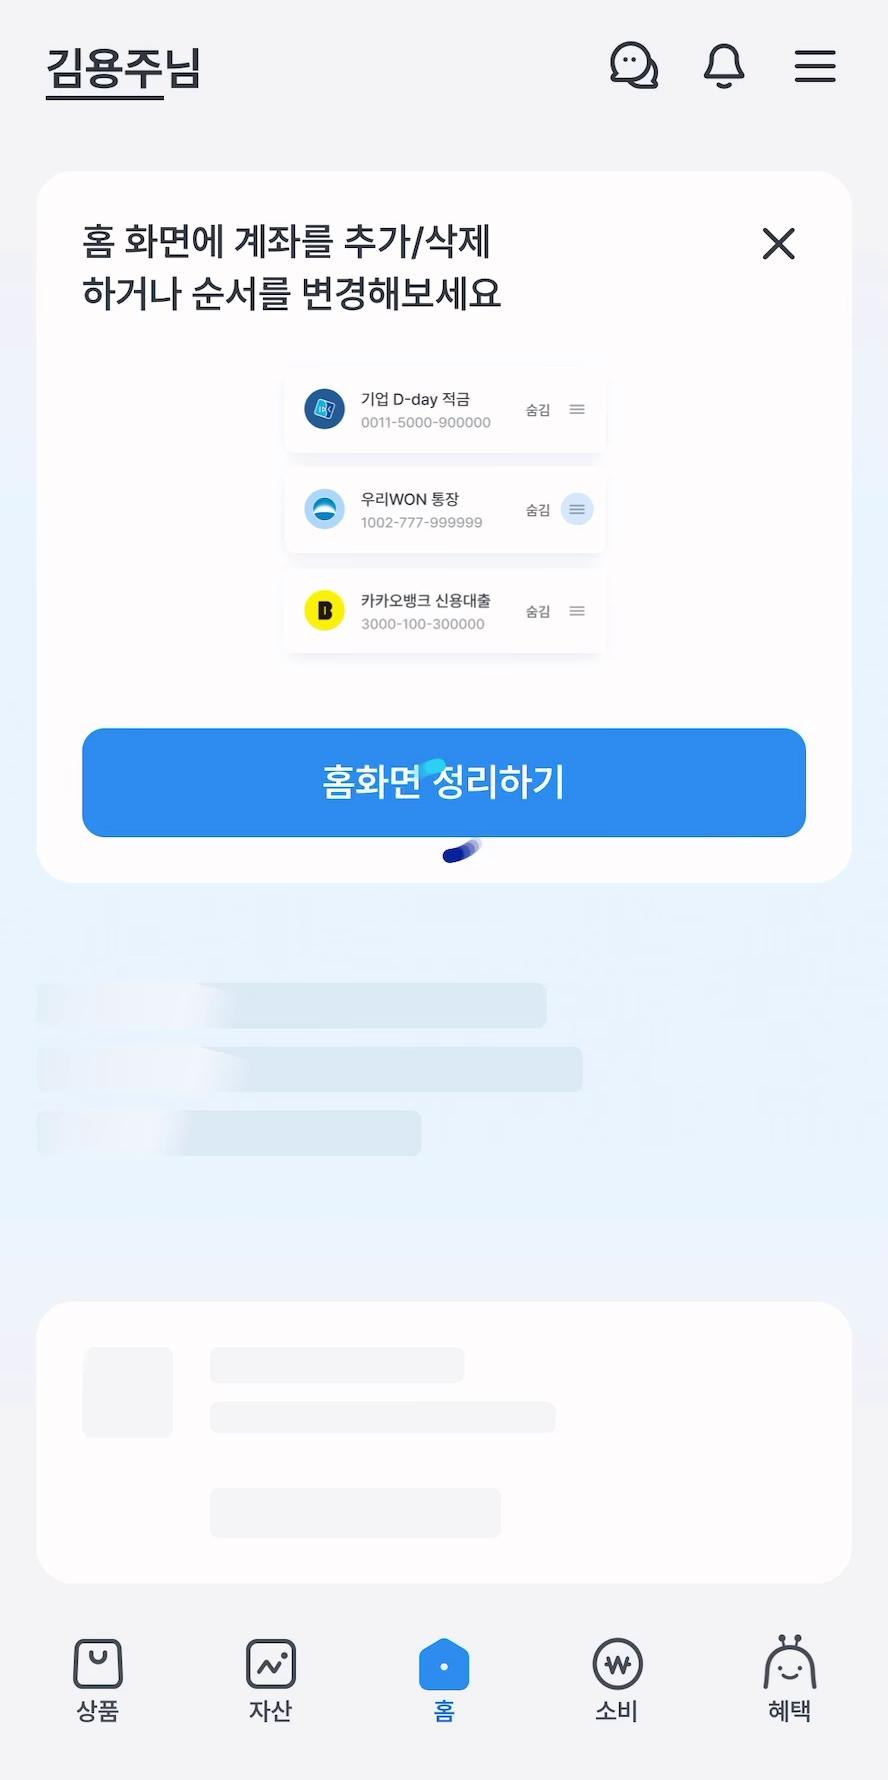 김용주님
홈 화면에 계좌를 추가/삭제
하거나 순서를 변경해보세요
기업 D-day 적금
0011-5000-900000
숨김
우리WON 통장
1002-777-999999
숨김
카카오뱅크 신용대출
3000-100-300000
숨김
홈화면 정리하기
상품
자산
홈
소비
혜택